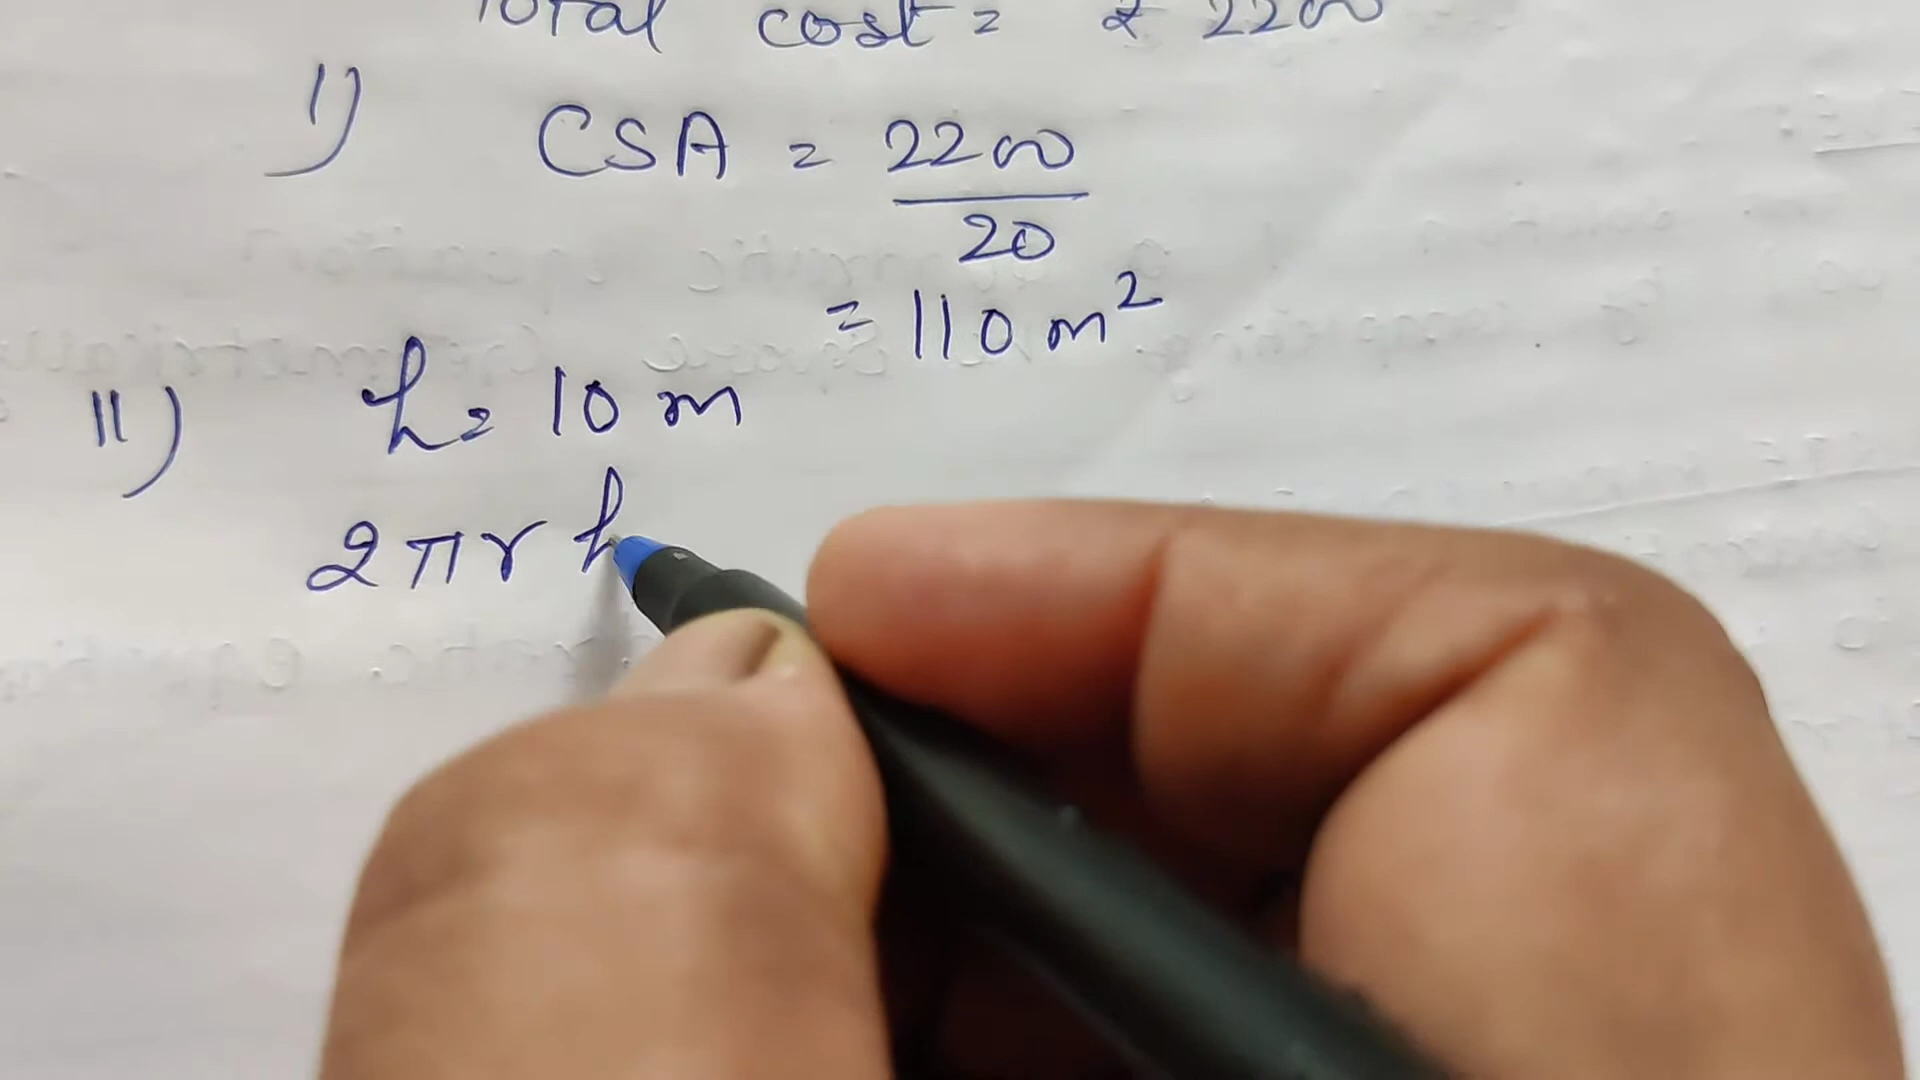 Total cost = ₹ 2200
I) CSA = 2200
20
= 110 m²
II) h = 10 m
2πrh